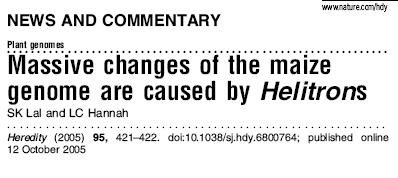 www.nature.com/hdy
NEWS AND COMMENTARY
Plant genomes
Massive changes of the maize
genome are caused by Helitrons
SK Lal and LC Hannah
Heredity (2005) 95, 421–422. doi:10.1038/sj.hdy.6800764; published online
12 October 2005